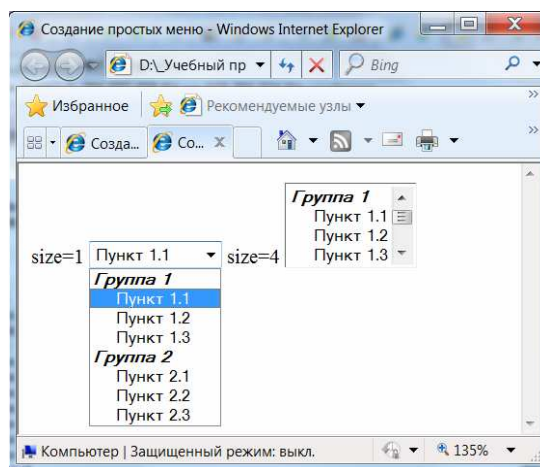 Создание простых меню - Windows Internet Explorer
D:\_Учебный пр
Bing
Избранное
Рекомендуемые узлы
Созда...
Со...
size=1
Пункт 1.1
Группа 1
Пункт 1.1
Пункт 1.2
Пункт 1.3
Группа 2
Пункт 2.1
Пункт 2.2
Пункт 2.3
size=4
Группа 1
Пункт 1.1
Пункт 1.2
Пункт 1.3
Компьютер | Защищенный режим: выкл.
135%